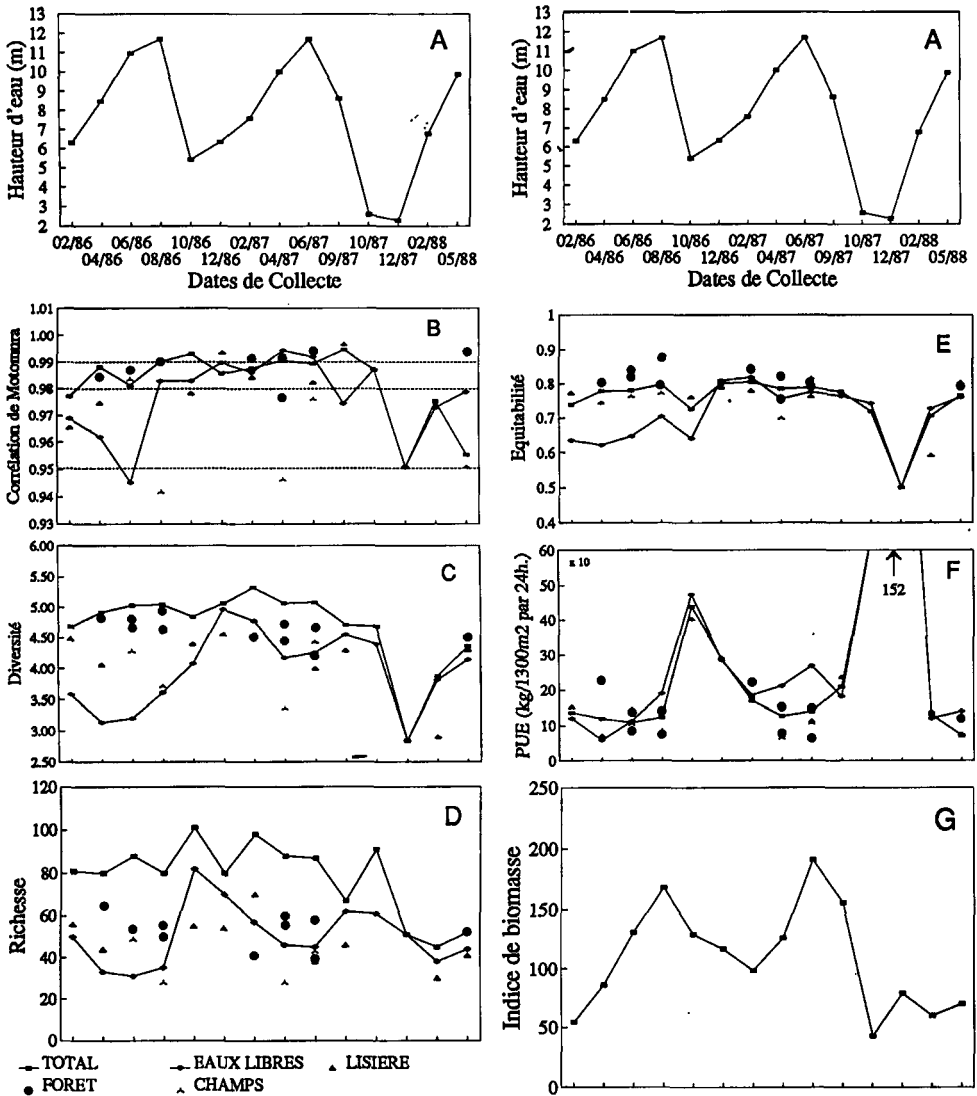 A
Hauteur d'eau (m)
13
12
11
10
9
8
7
6
5
4
3
2
02/86 06/86 10/86 02/87 06/87 10/87 02/88
04/86 08/86 12/86 04/87 09/87 12/87 05/88
Dates de Collecte
B
Corrélation de Motomura
1.01
1.00
0.99
0.98
0.97
0.96
0.95
0.94
0.93
C
Diversité
6.00
5.50
5.00
4.50
4.00
3.50
3.00
2.50
D
Richesse
120
100
80
60
40
20
0
TOTAL EAUX LIBRES LISIERE
FORET CHAMPS
A
Hauteur d'eau (m)
13
12
11
10
9
8
7
6
5
4
3
2
02/86 06/86 10/86 02/87 06/87 10/87 02/88
04/86 08/86 12/86 04/87 09/87 12/87 05/88
Dates de Collecte
E
Equitabilité
1
0.9
0.8
0.7
0.6
0.5
0.4
F
PUE (kg/1300m2 par 24h.)
x 10
152
60
50
40
30
20
10
0
G
Indice de biomasse
200
150
100
50
0